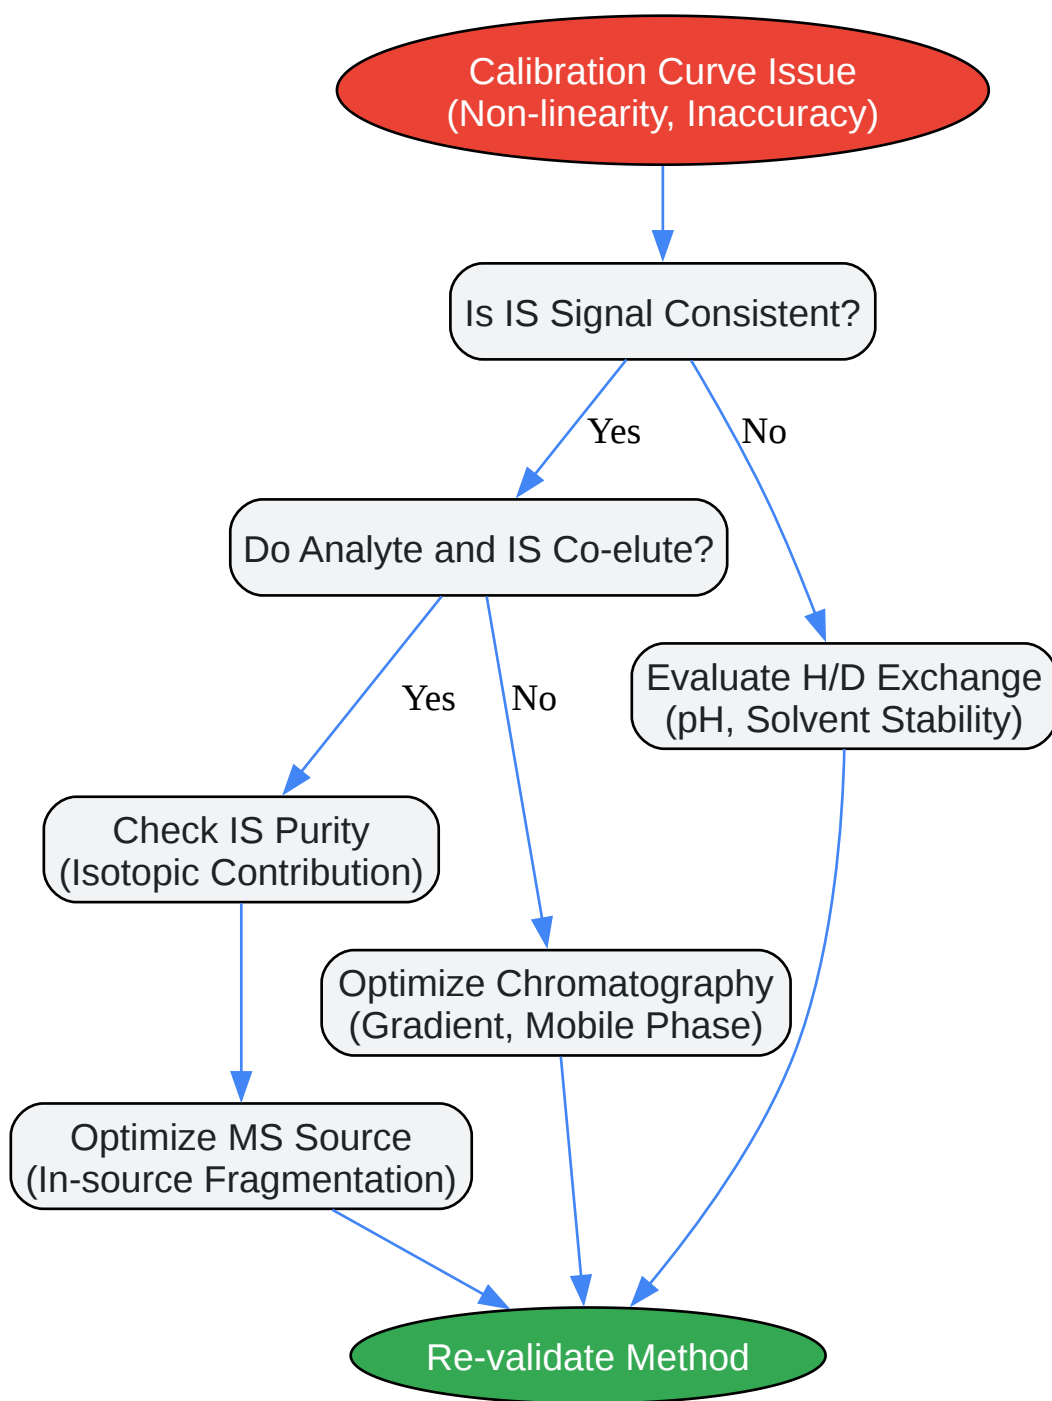 Calibration Curve Issue
(Non-linearity, Inaccuracy)
Is IS Signal Consistent?
Yes
No
Do Analyte and IS Co-elute?
Evaluate H/D Exchange
(pH, Solvent Stability)
Yes
No
Check IS Purity
(Isotopic Contribution)
Optimize Chromatography
(Gradient, Mobile Phase)
Optimize MS Source
(In-source Fragmentation)
Re-validate Method